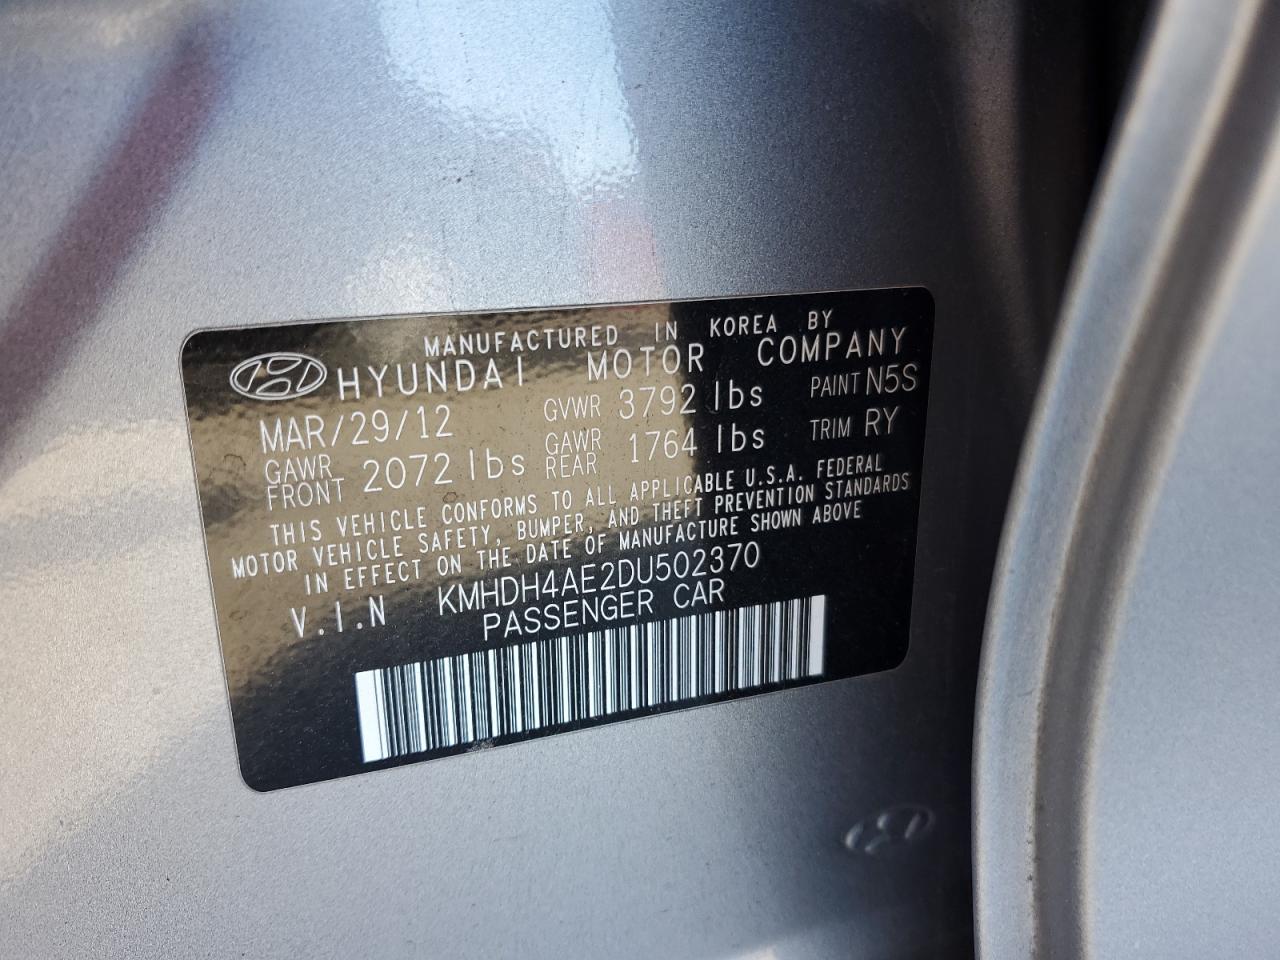 MANUFACTURED IN KOREA BY
HYUNDAI MOTOR COMPANY
MAR/29/12 GVWR 3792 lbs PAINT N5S
GAWR FRONT 2072 lbs GAWR REAR 1764 lbs TRIM RY
THIS VEHICLE CONFORMS TO ALL APPLICABLE U.S.A. FEDERAL
MOTOR VEHICLE SAFETY, BUMPER, AND THEFT PREVENTION STANDARDS
IN EFFECT ON THE DATE OF MANUFACTURE SHOWN ABOVE
V.I.N KMHDH4AE2DU502370
PASSENGER CAR